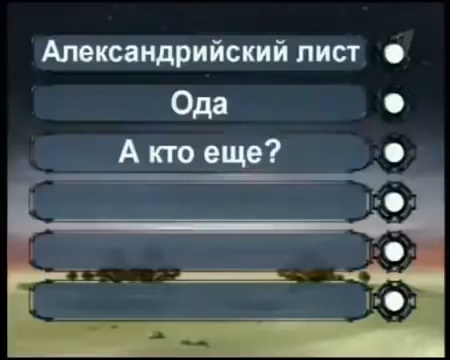 Александрийский лист
Ода
А кто еще?